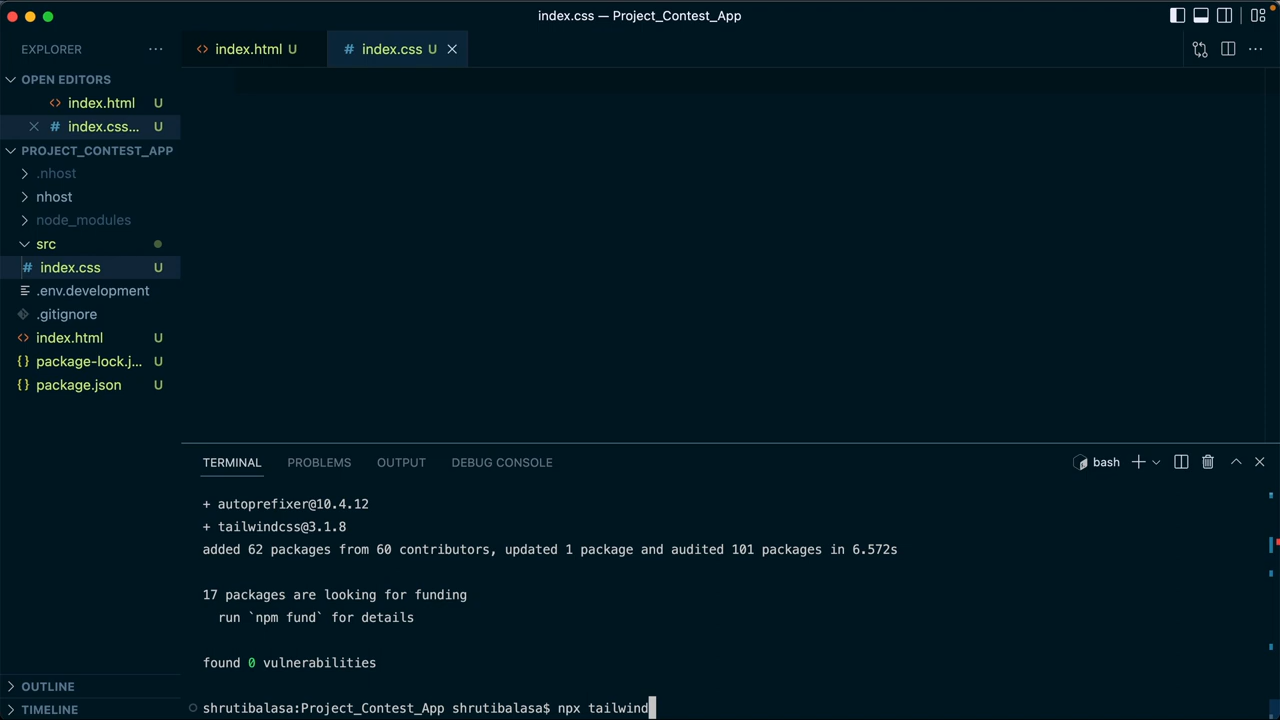 index.css — Project_Contest_App
EXPLORER
index.html U
index.css U
OPEN EDITORS
index.html U
index.css... U
PROJECT_CONTEST_APP
.nhost
nhost
node_modules
src
index.css U
.env.development
.gitignore
index.html U
package-lock.j... U
package.json U
OUTLINE
TIMELINE
TERMINAL PROBLEMS OUTPUT DEBUG CONSOLE
bash
+ autoprefixer@10.4.12
+ tailwindcss@3.1.8
added 62 packages from 60 contributors, updated 1 package and audited 101 packages in 6.572s
17 packages are looking for funding
run `npm fund` for details
found 0 vulnerabilities
shrutibalasa:Project_Contest_App shrutibalasa$ npx tailwind